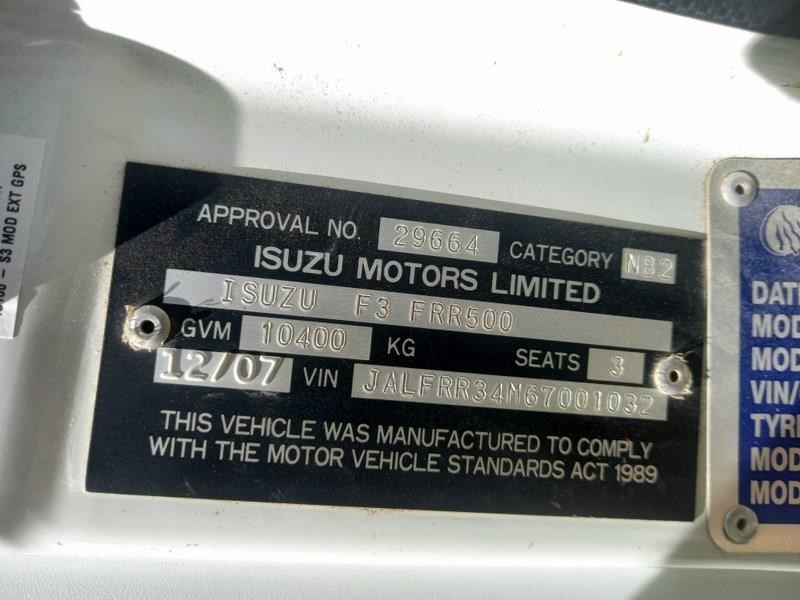 APPROVAL NO. 29664 CATEGORY NB2
ISUZU MOTORS LIMITED
ISUZU F3 FRR500
GVM 10400 KG SEATS 3
12/07 VIN JALFRR34M67001032
THIS VEHICLE WAS MANUFACTURED TO COMPLY
WITH THE MOTOR VEHICLE STANDARDS ACT 1989
- S3 MOD EXT GPS
DATE
MOD
MOD
VIN/
TYRE
MOD
MOD